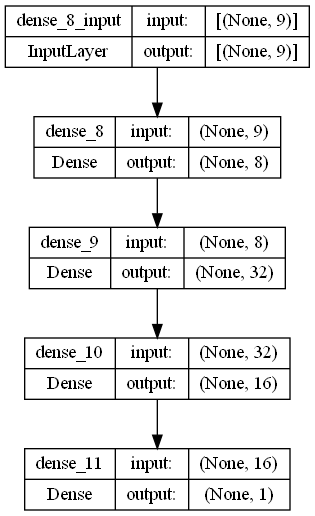 dense_8_input input: [(None, 9)]
InputLayer output: [(None, 9)]
dense_8 input: (None, 9)
Dense output: (None, 8)
dense_9 input: (None, 8)
Dense output: (None, 32)
dense_10 input: (None, 32)
Dense output: (None, 16)
dense_11 input: (None, 16)
Dense output: (None, 1)